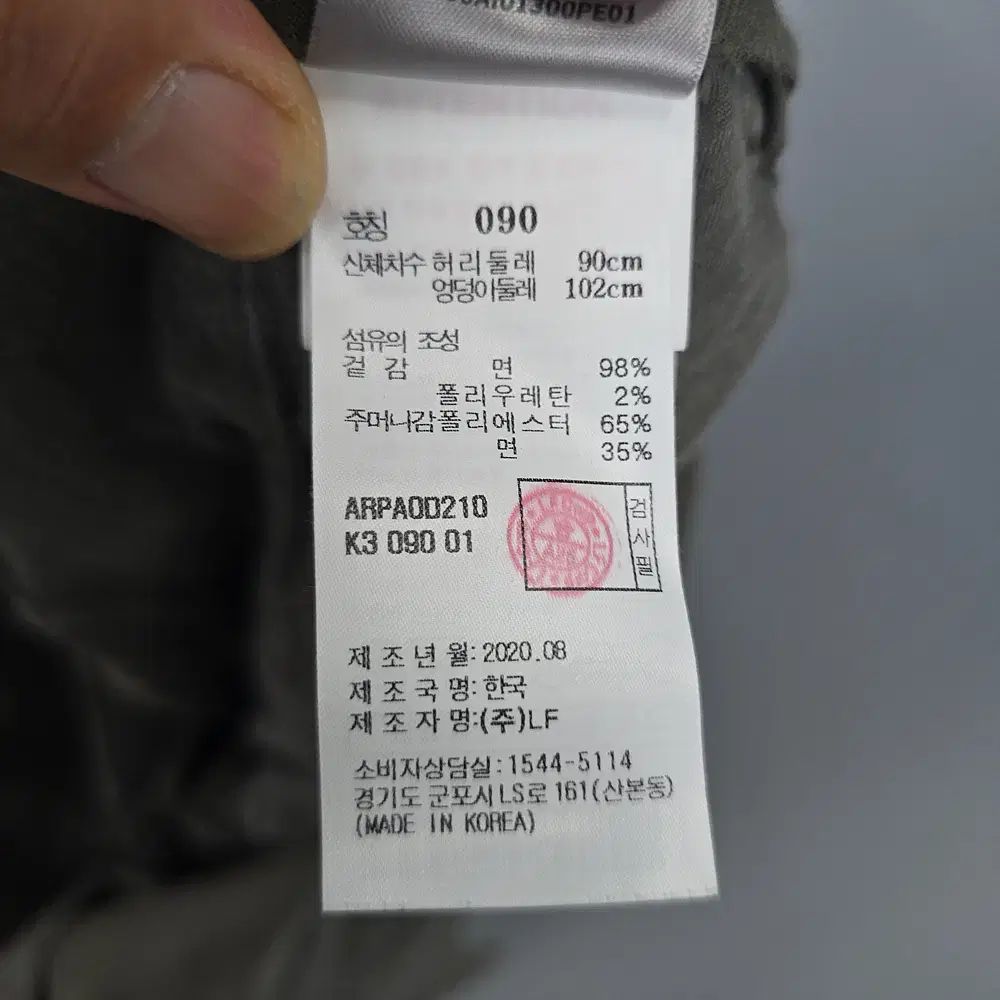 호칭 090
신체치수 허리둘레 90cm
엉덩이둘레 102cm
섬유의 조성
겉감 면 98%
폴리우레탄 2%
주머니감폴리에스터 65%
면 35%
ARPAOD210
K3 090 01
검사필
제조년월:2020.08
제조국명:한국
제조자명:(주)LF
소비자상담실:1544-5114
경기도 군포시 LS로 161(산본동)
(MADE IN KOREA)